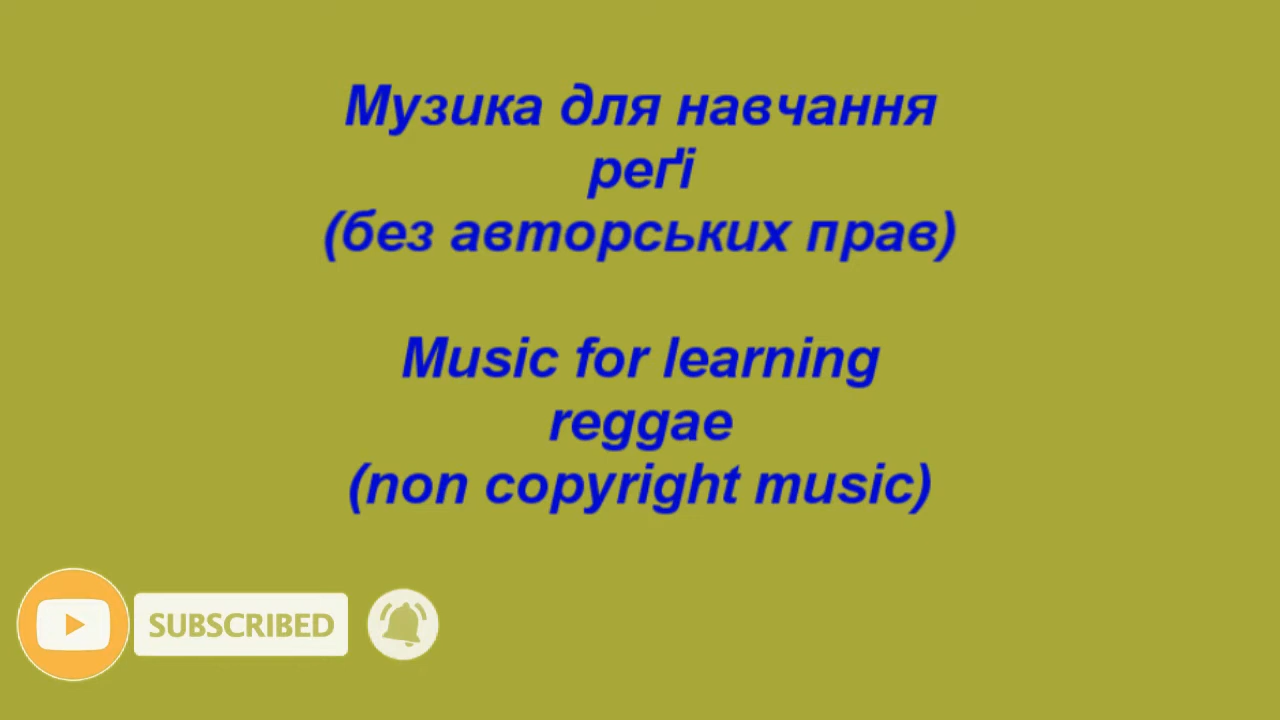 Музика для навчання
реґі
(без авторських прав)
Music for learning
reggae
(non copyright music)
SUBSCRIBED